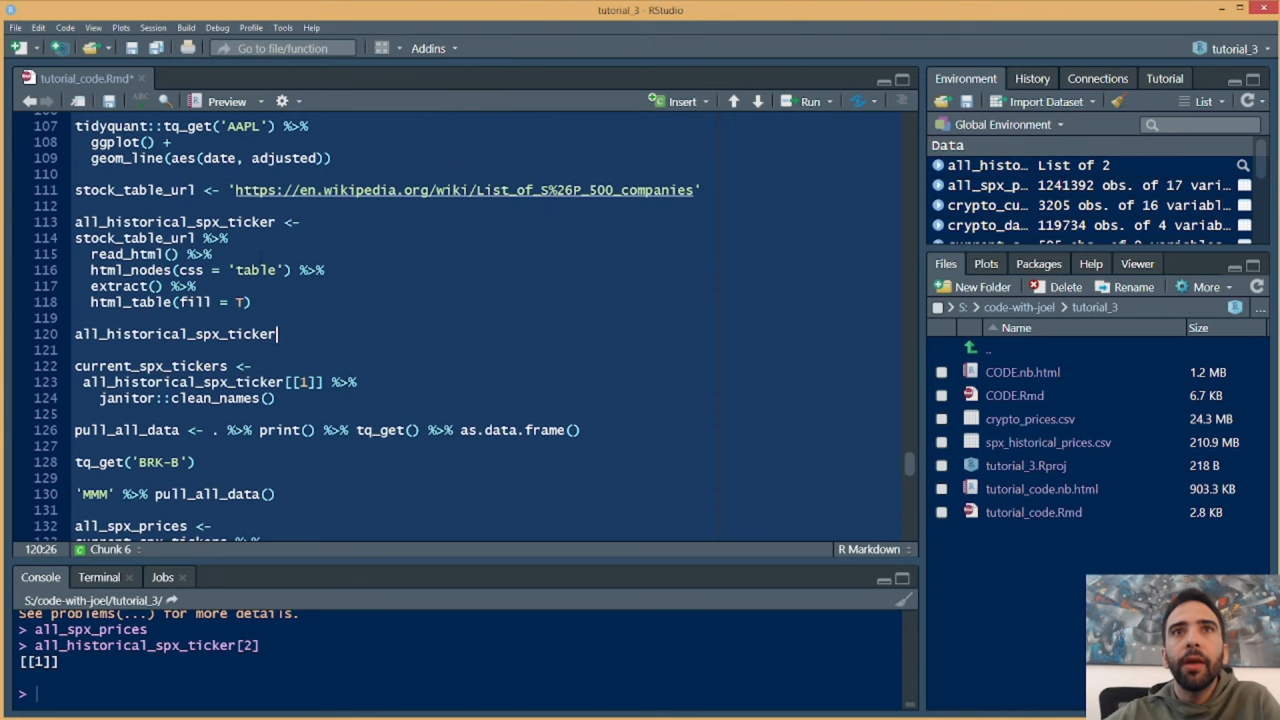 tutorial_3 - RStudio
File Edit Code View Plots Session Build Debug Profile Tools Help
Go to file/function Addins tutorial_3
tutorial_code.Rmd*
Preview Insert Run
107 tidyquant::tq_get('AAPL') %>%
108 ggplot() +
109 geom_line(aes(date, adjusted))
110
111 stock_table_url <- 'https://en.wikipedia.org/wiki/List_of_S%26P_500_companies'
112
113 all_historical_spx_ticker <-
114 stock_table_url %>%
115 read_html() %>%
116 html_nodes(css = 'table') %>%
117 extract() %>%
118 html_table(fill = T)
119
120 all_historical_spx_ticker
121
122 current_spx_tickers <-
123 all_historical_spx_ticker[[1]] %>%
124 janitor::clean_names()
125
126 pull_all_data <- . %>% print() %>% tq_get() %>% as.data.frame()
127
128 tq_get('BRK-B')
129
130 'MMM' %>% pull_all_data()
131
132 all_spx_prices <-
120:26 Chunk 6 R Markdown
Console Terminal Jobs
S:/code-with-joel/tutorial_3/
See problems(...) for more details.
> all_spx_prices
> all_historical_spx_ticker[2]
[[1]]
>
Environment History Connections Tutorial
Import Dataset List
Global Environment
Data
all_histo… List of 2
all_spx_p… 1241392 obs. of 17 vari…
crypto_cu… 3205 obs. of 16 variabl…
crypto_da… 119734 obs. of 4 variab…
Files Plots Packages Help Viewer
New Folder Delete Rename More
S: code-with-joel tutorial_3 ...
Name Size
..
CODE.nb.html 1.2 MB
CODE.Rmd 6.7 KB
crypto_prices.csv 24.3 MB
spx_historical_prices.csv 210.9 MB
tutorial_3.Rproj 218 B
tutorial_code.nb.html 903.3 KB
tutorial_code.Rmd 2.8 KB